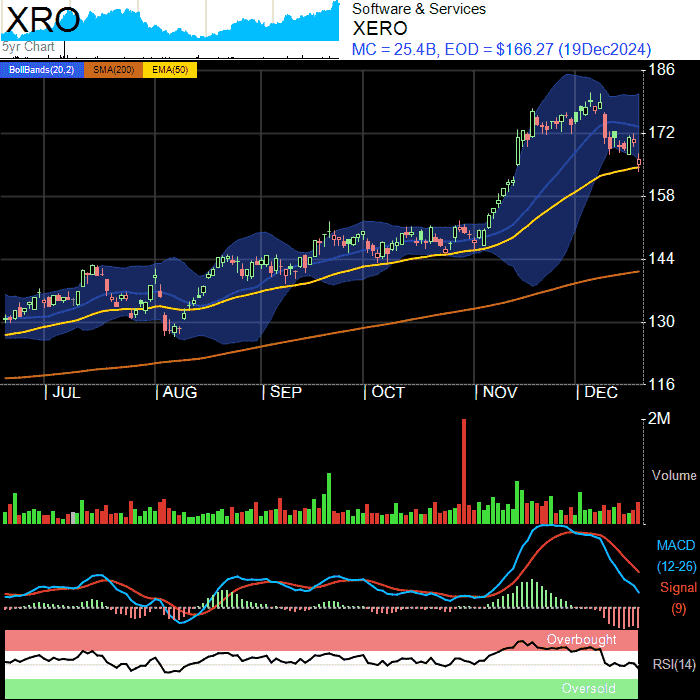 XRO
5yr Chart
Software & Services
XERO
MC = 25.4B, EOD = $166.27 (19Dec2024)
BollBands(20,2) SMA(200) EMA(50)
186
172
158
144
130
116
JUL AUG SEP OCT NOV DEC
2M
Volume
MACD
(12-26)
Signal
(9)
Overbought
RSI(14)
Oversold